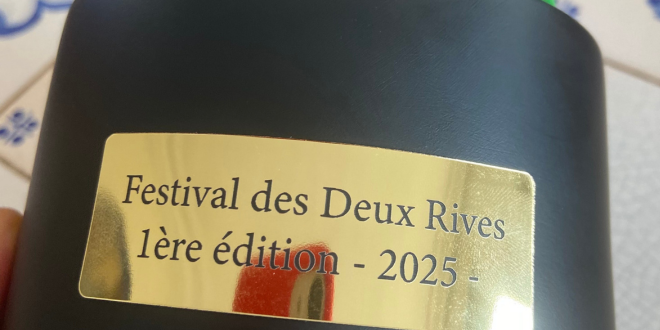 Festival des Deux Rives
1ère édition - 2025 -